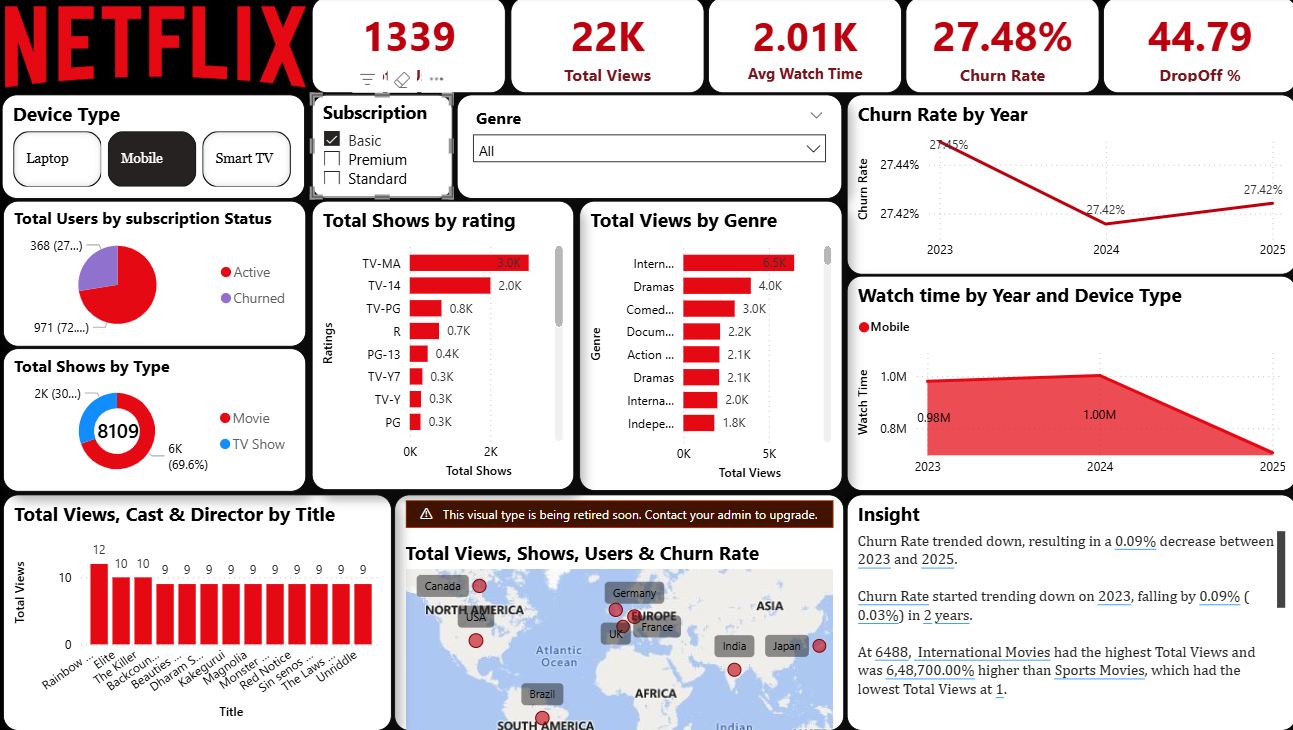 NETFLIX
1339
22K
Total Views
2.01K
Avg Watch Time
27.48%
Churn Rate
44.79
DropOff %
Device Type
Laptop
Mobile
Smart TV
Subscription
Basic
Premium
Standard
Genre
All
Churn Rate by Year
Churn Rate
27.44%
27.42%
27.45%
27.42%
27.42%
2023
2024
2025
Total Users by subscription Status
368 (27...)
971 (72....)
Active
Churned
Total Shows by rating
Ratings
TV-MA
3.0K
TV-14
2.0K
TV-PG
0.8K
R
0.7K
PG-13
0.4K
TV-Y7
0.3K
TV-Y
0.3K
PG
0.3K
0K
2K
Total Shows
Total Views by Genre
Genre
Intern...
6.5K
Dramas
4.0K
Comed...
3.0K
Docum...
2.2K
Action ...
2.1K
Dramas
2.1K
Interna...
2.0K
Indepe...
1.8K
0K
5K
Total Views
Watch time by Year and Device Type
Mobile
Watch Time
1.0M
0.8M
0.98M
1.00M
2023
2024
2025
Total Shows by Type
2K (30...)
8109
6K
(69.6%)
Movie
TV Show
Total Views, Cast & Director by Title
Total Views
10
0
12
10
10
9
9
9
9
9
9
9
9
9
9
Rainbow ...
Elite
The Killer
Backcoun...
Beauties ...
Dharam S...
Kakegurui
Magnolia
Monster ...
Red Notice
Sin senos ...
The Laws ...
Unriddle
Title
This visual type is being retired soon. Contact your admin to upgrade.
Total Views, Shows, Users & Churn Rate
Canada
NORTH AMERICA
USA
Germany
EUROPE
France
UK
ASIA
India
Japan
Atlantic
Ocean
AFRICA
Brazil
SOUTH AMERICA
Indian
Insight
Churn Rate trended down, resulting in a 0.09% decrease between
2023 and 2025.
Churn Rate started trending down on 2023, falling by 0.09% (
0.03%) in 2 years.
At 6488, International Movies had the highest Total Views and
was 6,48,700.00% higher than Sports Movies, which had the
lowest Total Views at 1.